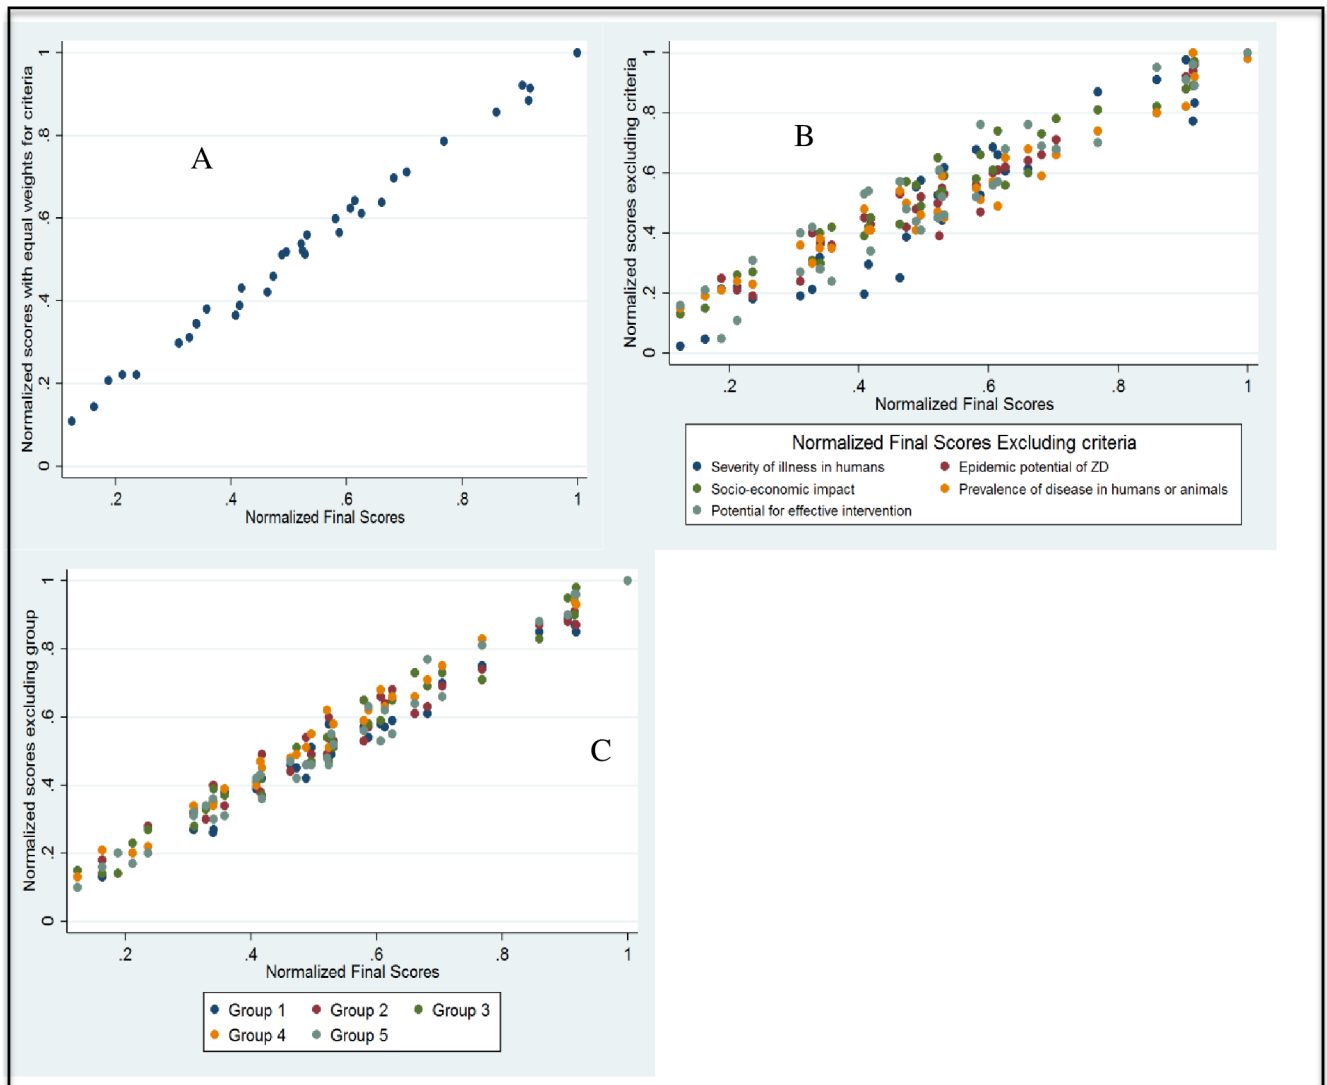 Normalized scores with equal weights for criteria
1
.8
.6
.4
.2
0
A
.2 .4 .6 .8 1
Normalized Final Scores
Normalized scores excluding criteria
1
.8
.6
.4
.2
0
B
.2 .4 .6 .8 1
Normalized Final Scores
Normalized Final Scores Excluding criteria
Severity of illness in humans Epidemic potential of ZD
Socio-economic impact Prevalence of disease in humans or animals
Potential for effective intervention
Normalized scores excluding group
1
.8
.6
.4
.2
0
C
.2 .4 .6 .8 1
Normalized Final Scores
Group 1 Group 2 Group 3
Group 4 Group 5